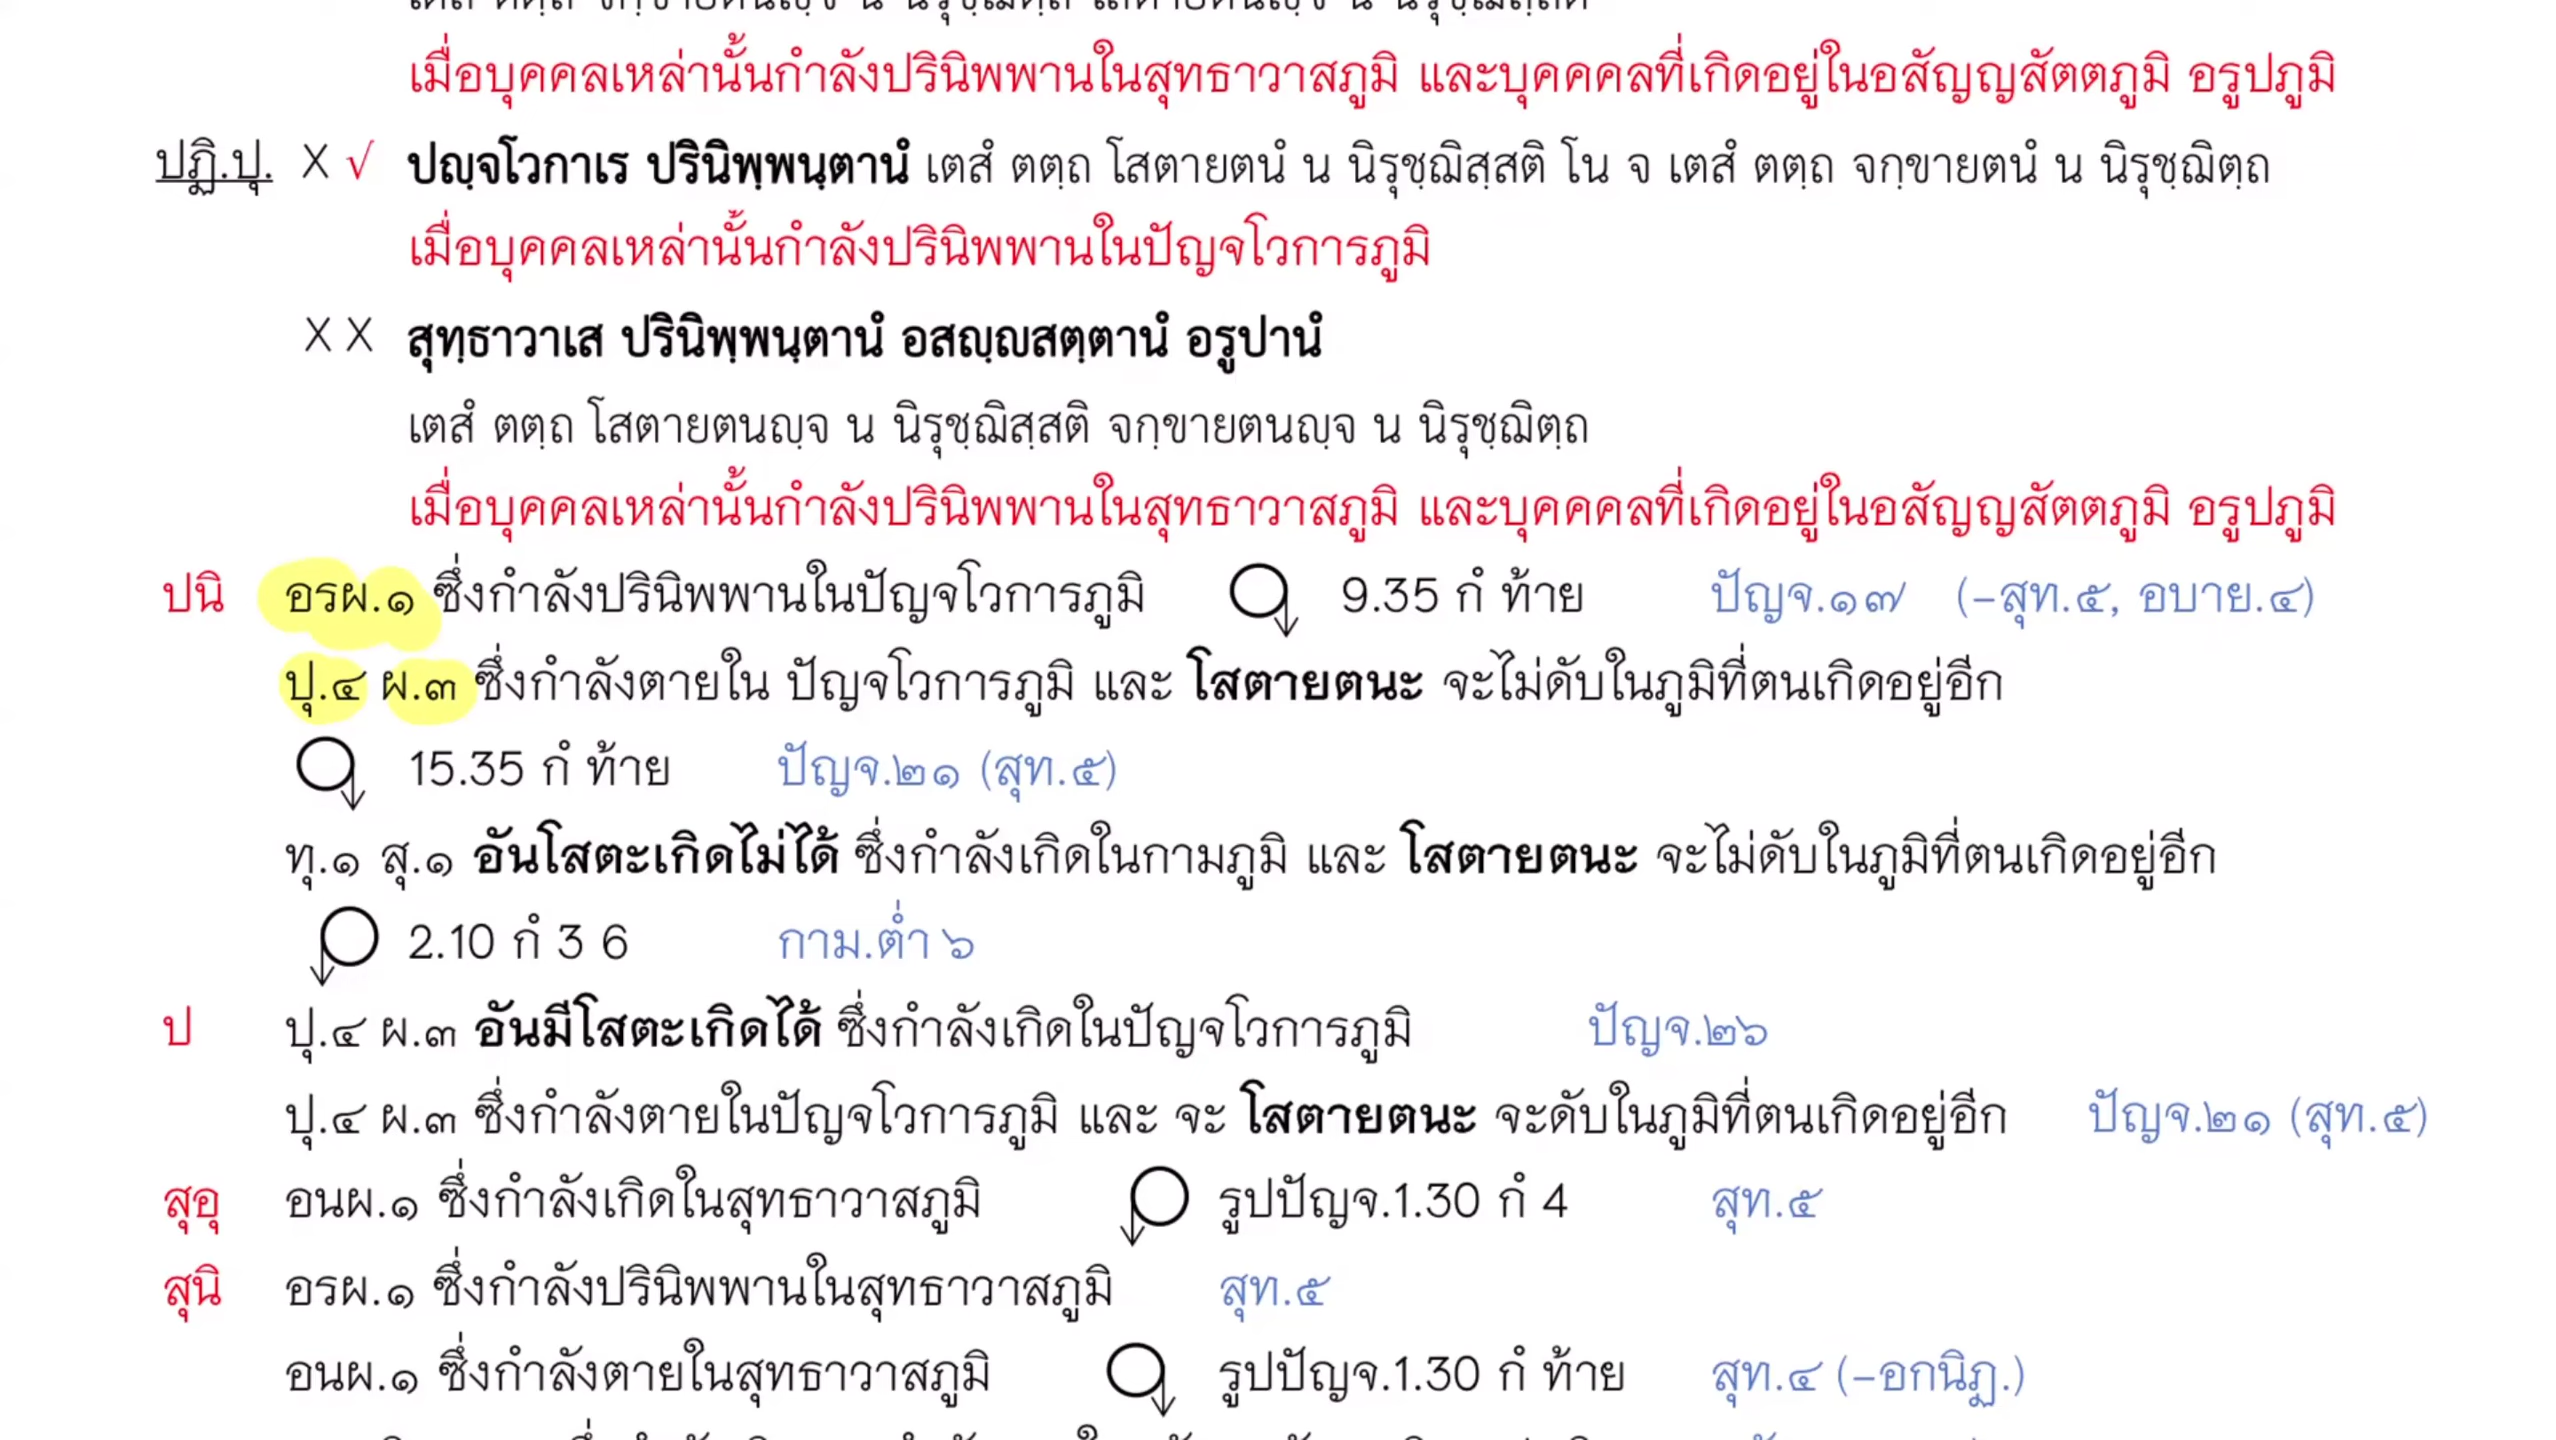 เมื่อบุคคลเหล่านั้นกำลังปรินิพพานในสุทธาวาสภูมิ และบุคคคลที่เกิดอยู่ในอสัญญสัตตภูมิ อรูปภูมิ
ปฏิ.ปุ. X √ ปญฺจโวกาเร ปรินิพฺพนฺตานํ เตสํ ตตฺถ โสตายตนํ น นิรุชฺฌิสฺสติ โน จ เตสํ ตตฺถ จกฺขายตนํ น นิรุชฺฌิตฺถ
เมื่อบุคคลเหล่านั้นกำลังปรินิพพานในปัญจโวการภูมิ
X X สุทฺธาวาเส ปรินิพฺพนฺตานํ อสญฺญสตฺตานํ อรูปานํ
เตสํ ตตฺถ โสตายตนญฺจ น นิรุชฺฌิสฺสติ จกฺขายตนญฺจ น นิรุชฺฌิตฺถ
เมื่อบุคคลเหล่านั้นกำลังปรินิพพานในสุทธาวาสภูมิ และบุคคคลที่เกิดอยู่ในอสัญญสัตตภูมิ อรูปภูมิ
ปนิ อรผ.๑ ซึ่งกำลังปรินิพพานในปัญจโวการภูมิ 9.35 กํ ท้าย ปัญจ.๑๗ (-สุท.๕, อบาย.๔)
ปุ.๔ ผ.๓ ซึ่งกำลังตายใน ปัญจโวการภูมิ และ โสตายตนะ จะไม่ดับในภูมิที่ตนเกิดอยู่อีก
15.35 กํ ท้าย ปัญจ.๒๑ (สุท.๕)
ทุ.๑ สุ.๑ อันโสตะเกิดไม่ได้ ซึ่งกำลังเกิดในกามภูมิ และ โสตายตนะ จะไม่ดับในภูมิที่ตนเกิดอยู่อีก
2.10 กํ 3 6 กาม.ต่ำ ๖
ป ปุ.๔ ผ.๓ อันมีโสตะเกิดได้ ซึ่งกำลังเกิดในปัญจโวการภูมิ ปัญจ.๒๖
ปุ.๔ ผ.๓ ซึ่งกำลังตายในปัญจโวการภูมิ และ จะ โสตายตนะ จะดับในภูมิที่ตนเกิดอยู่อีก ปัญจ.๒๑ (สุท.๕)
สุอุ อนผ.๑ ซึ่งกำลังเกิดในสุทธาวาสภูมิ รูปปัญจ.1.30 กํ 4 สุท.๕
สุนิ อรผ.๑ ซึ่งกำลังปรินิพพานในสุทธาวาสภูมิ สุท.๕
อนผ.๑ ซึ่งกำลังตายในสุทธาวาสภูมิ รูปปัญจ.1.30 กํ ท้าย สุท.๔ (-อกนิฏ.)